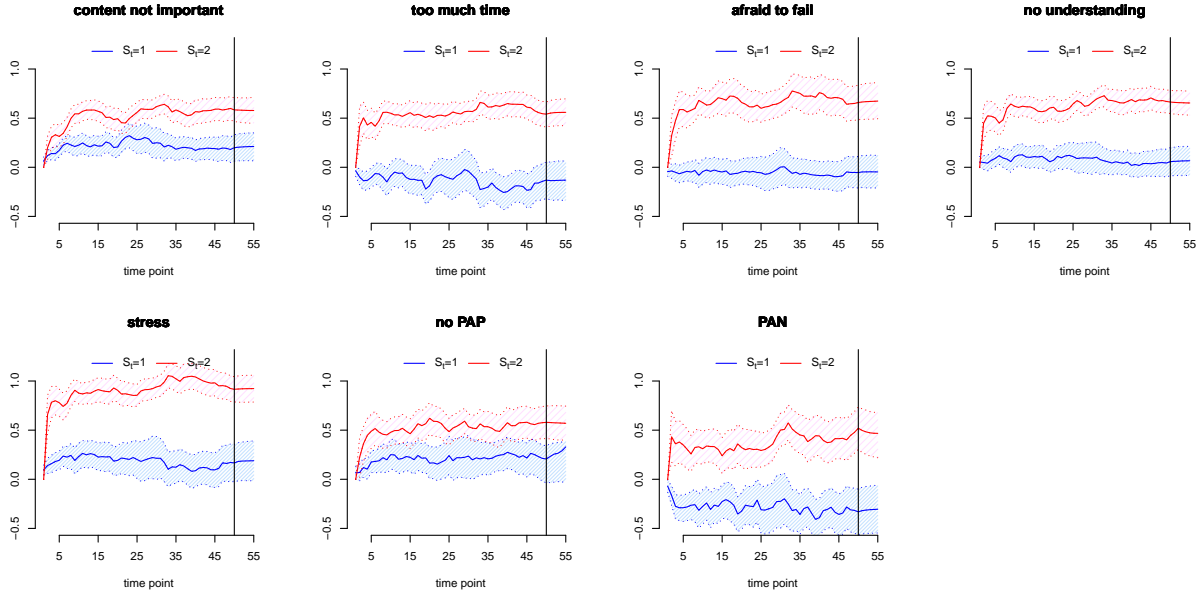 content not important
S_t=1 S_t=2
1.0
0.5
0.0
−0.5
5 15 25 35 45 55
time point
too much time
S_t=1 S_t=2
1.0
0.5
0.0
−0.5
5 15 25 35 45 55
time point
afraid to fail
S_t=1 S_t=2
1.0
0.5
0.0
−0.5
5 15 25 35 45 55
time point
no understanding
S_t=1 S_t=2
1.0
0.5
0.0
−0.5
5 15 25 35 45 55
time point
stress
S_t=1 S_t=2
1.0
0.5
0.0
−0.5
5 15 25 35 45 55
time point
no PAP
S_t=1 S_t=2
1.0
0.5
0.0
−0.5
5 15 25 35 45 55
time point
PAN
S_t=1 S_t=2
1.0
0.5
0.0
−0.5
5 15 25 35 45 55
time point